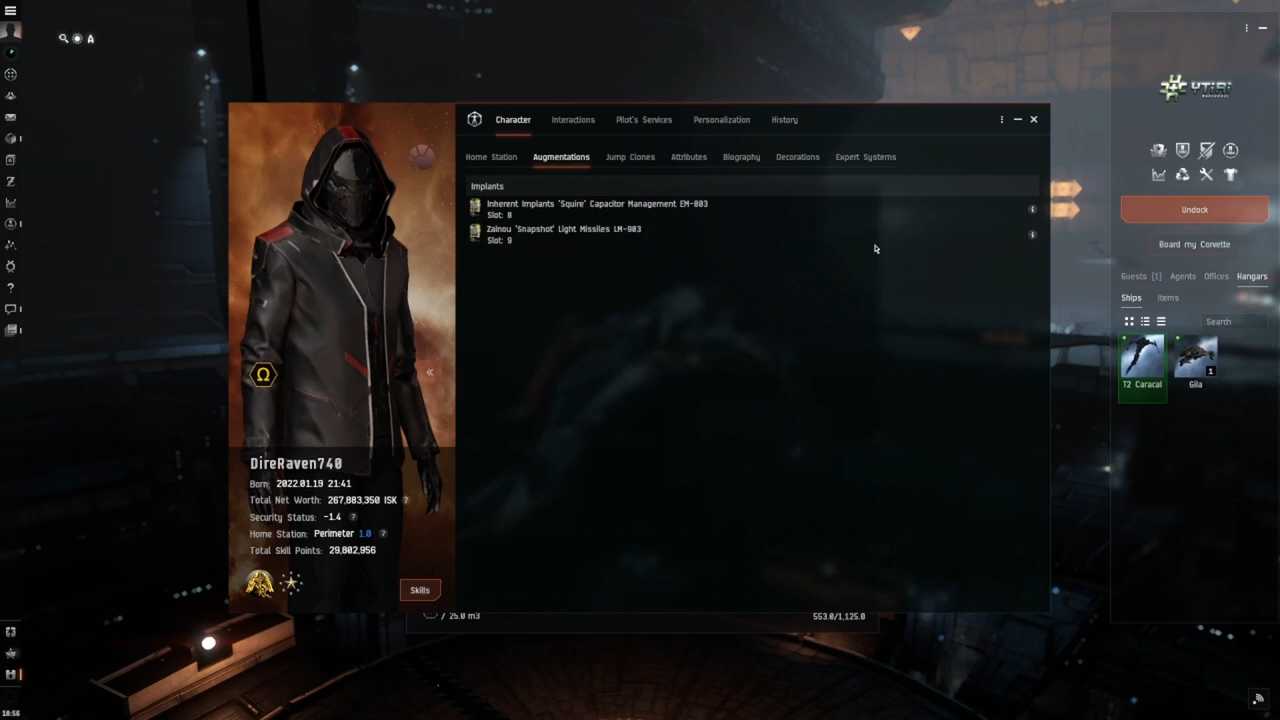 A
Character Interactions Pilot's Services Personalization History
Home Station Augmentations Jump Clones Attributes Biography Decorations Expert Systems
Implants
Inherent Implants 'Squire' Capacitor Management EM-803
Slot: 8
Zainou 'Snapshot' Light Missiles LM-903
Slot: 9
Ω
«
DireRaven740
Born: 2022.01.19 21:41
Total Net Worth: 267,883,350 ISK ?
Security Status: -1.4 ?
Home Station: Perimeter 1.0 ?
Total Skill Points: 29,802,956
Skills
/ 25.0 m3
553.0/1,125.0
YTIRI
Undock
Board my Corvette
Guests [1] Agents Offices Hangars
Ships Items
Search
T2 Caracal
1
Gila
18:56